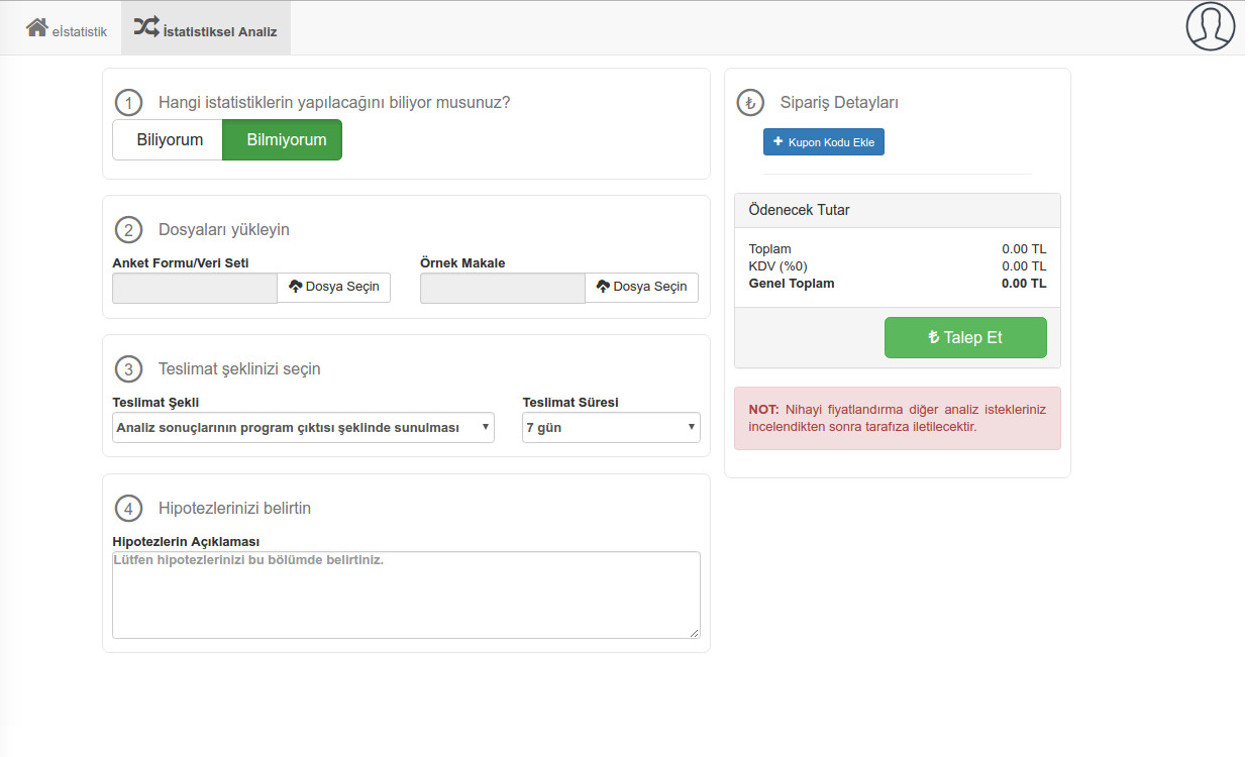 eİstatistik
İstatistiksel Analiz
1 Hangi istatistiklerin yapılacağını biliyor musunuz?
Biliyorum Bilmiyorum
2 Dosyaları yükleyin
Anket Formu/Veri Seti Örnek Makale
Dosya Seçin Dosya Seçin
3 Teslimat şeklinizi seçin
Teslimat Şekli Teslimat Süresi
Analiz sonuçlarının program çıktısı şeklinde sunulması 7 gün
4 Hipotezlerinizi belirtin
Hipotezlerin Açıklaması
Lütfen hipotezlerinizi bu bölümde belirtiniz.
₺ Sipariş Detayları
+ Kupon Kodu Ekle
Ödenecek Tutar
Toplam 0.00 TL
KDV (%0) 0.00 TL
Genel Toplam 0.00 TL
₺ Talep Et
NOT: Nihayi fiyatlandırma diğer analiz istekleriniz
incelendikten sonra tarafıza iletilecektir.